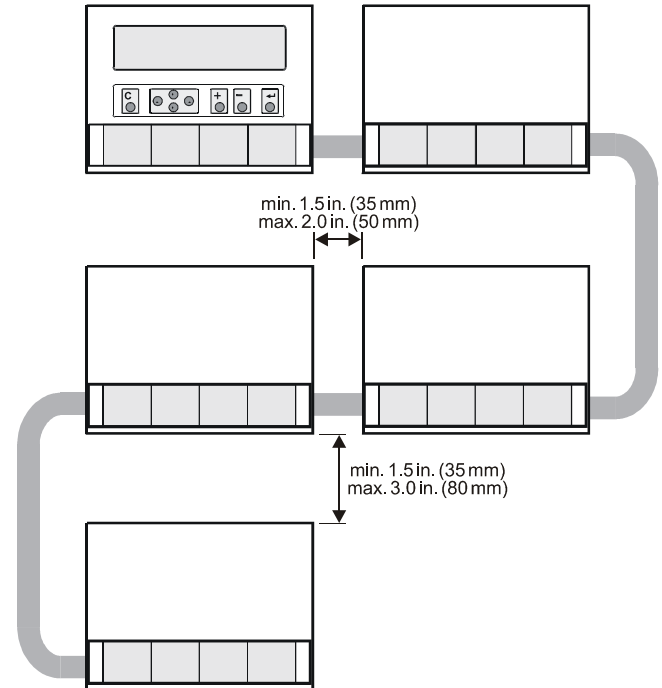 C + - ↵
min. 1.5 in. (35 mm)
max. 2.0 in. (50 mm)
min. 1.5 in. (35 mm)
max. 3.0 in. (80 mm)